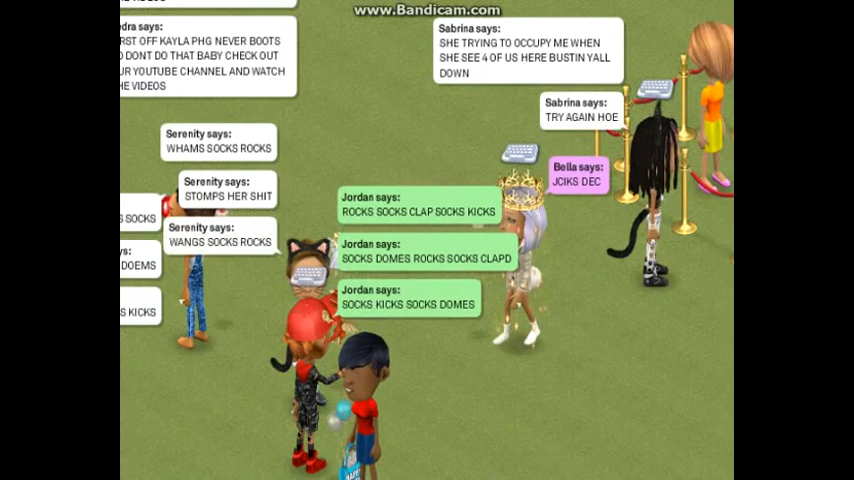 www.Bandicam.com
says:
RST OFF KAYLA PHG NEVER BOOTS
DONT DO THAT BABY CHECK OUT
UR YOUTUBE CHANNEL AND WATCH
HE VIDEOS
Sabrina says:
SHE TRYING TO OCCUPY ME WHEN
SHE SEE 4 OF US HERE BUSTIN YALL
DOWN
Sabrina says:
TRY AGAIN HOE
Serenity says:
WHAMS SOCKS ROCKS
Bella says:
JCIKS DEC
Serenity says:
STOMPS HER SHIT
Jordan says:
ROCKS SOCKS CLAP SOCKS KICKS
S SOCKS
Serenity says:
WANGS SOCKS ROCKS
Jordan says:
SOCKS DOMES ROCKS SOCKS CLAPD
DOEMS
Jordan says:
SOCKS KICKS SOCKS DOMES
S KICKS